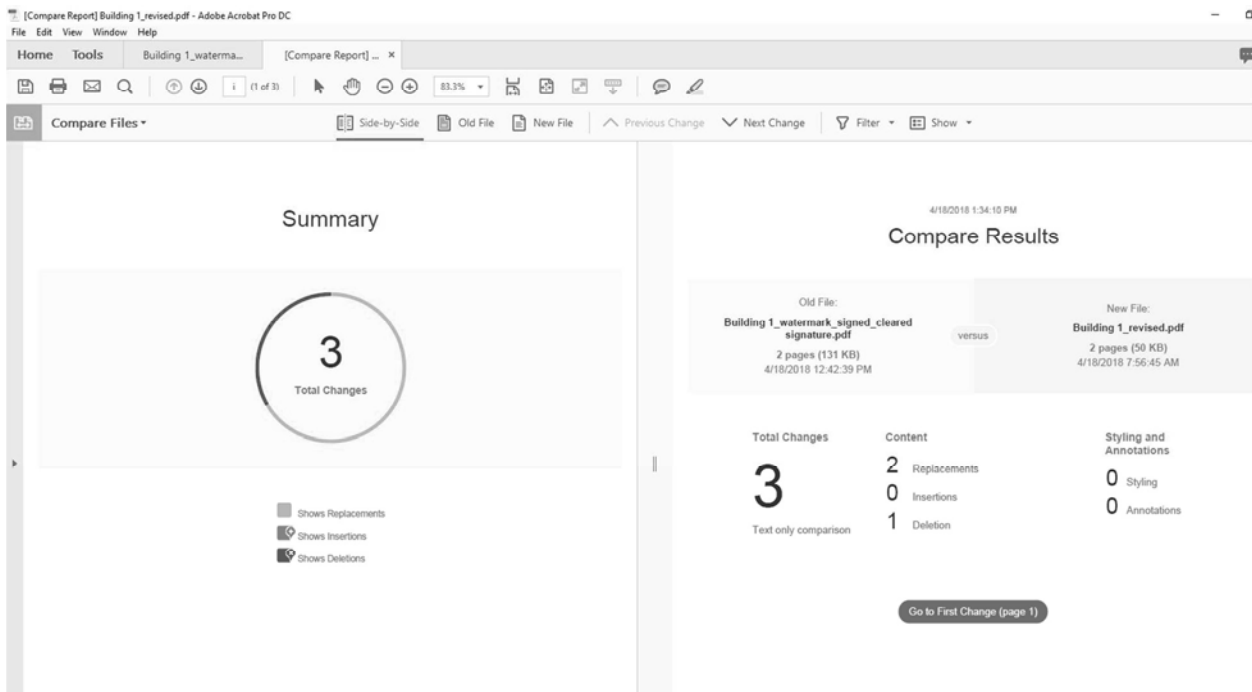 [Compare Report] Building 1_revised.pdf - Adobe Acrobat Pro DC
File Edit View Window Help
Home Tools Building 1_waterma... [Compare Report] ... ×
i (1 of 3) 83.3%
Compare Files Side-by-Side Old File New File Previous Change Next Change Filter Show
Summary
3
Total Changes
Shows Replacements
Shows Insertions
Shows Deletions
4/18/2018 1:34:10 PM
Compare Results
Old File:
Building 1_watermark_signed_cleared
signature.pdf
2 pages (131 KB)
4/18/2018 12:42:39 PM
versus
New File:
Building 1_revised.pdf
2 pages (50 KB)
4/18/2018 7:56:45 AM
Total Changes
3
Text only comparison
Content
2 Replacements
0 Insertions
1 Deletion
Styling and
Annotations
0 Styling
0 Annotations
Go to First Change (page 1)